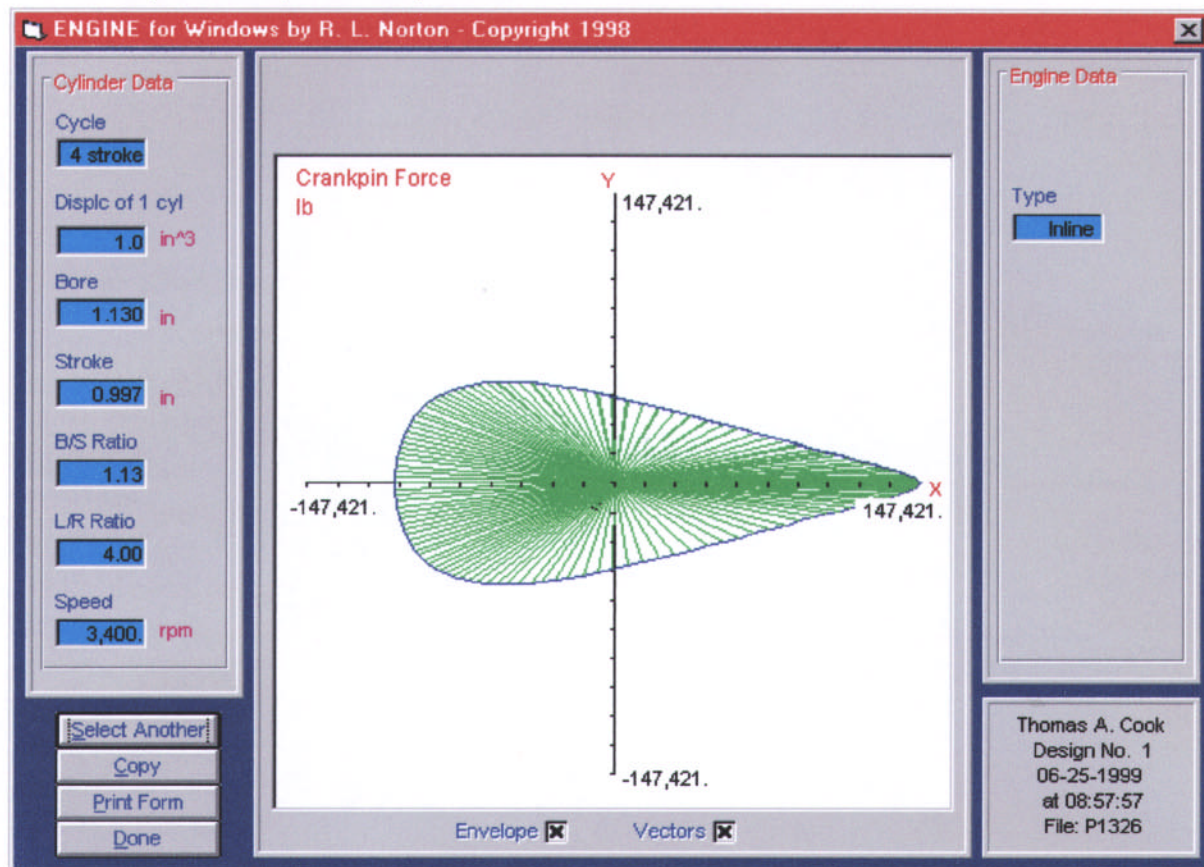 ENGINE for Windows by R. L. Norton - Copyright 1998
Cylinder Data
Cycle
4 stroke
Displc of 1 cyl
1.0 in^3
Bore
1.130 in
Stroke
0.997 in
B/S Ratio
1.13
L/R Ratio
4.00
Speed
3,400. rpm
Select Another
Copy
Print Form
Done
Crankpin Force
lb
Y
147,421.
-147,421.
X
147,421.
-147,421.
Envelope
Vectors
Engine Data
Type
Inline
Thomas A. Cook
Design No. 1
06-25-1999
at 08:57:57
File: P1326